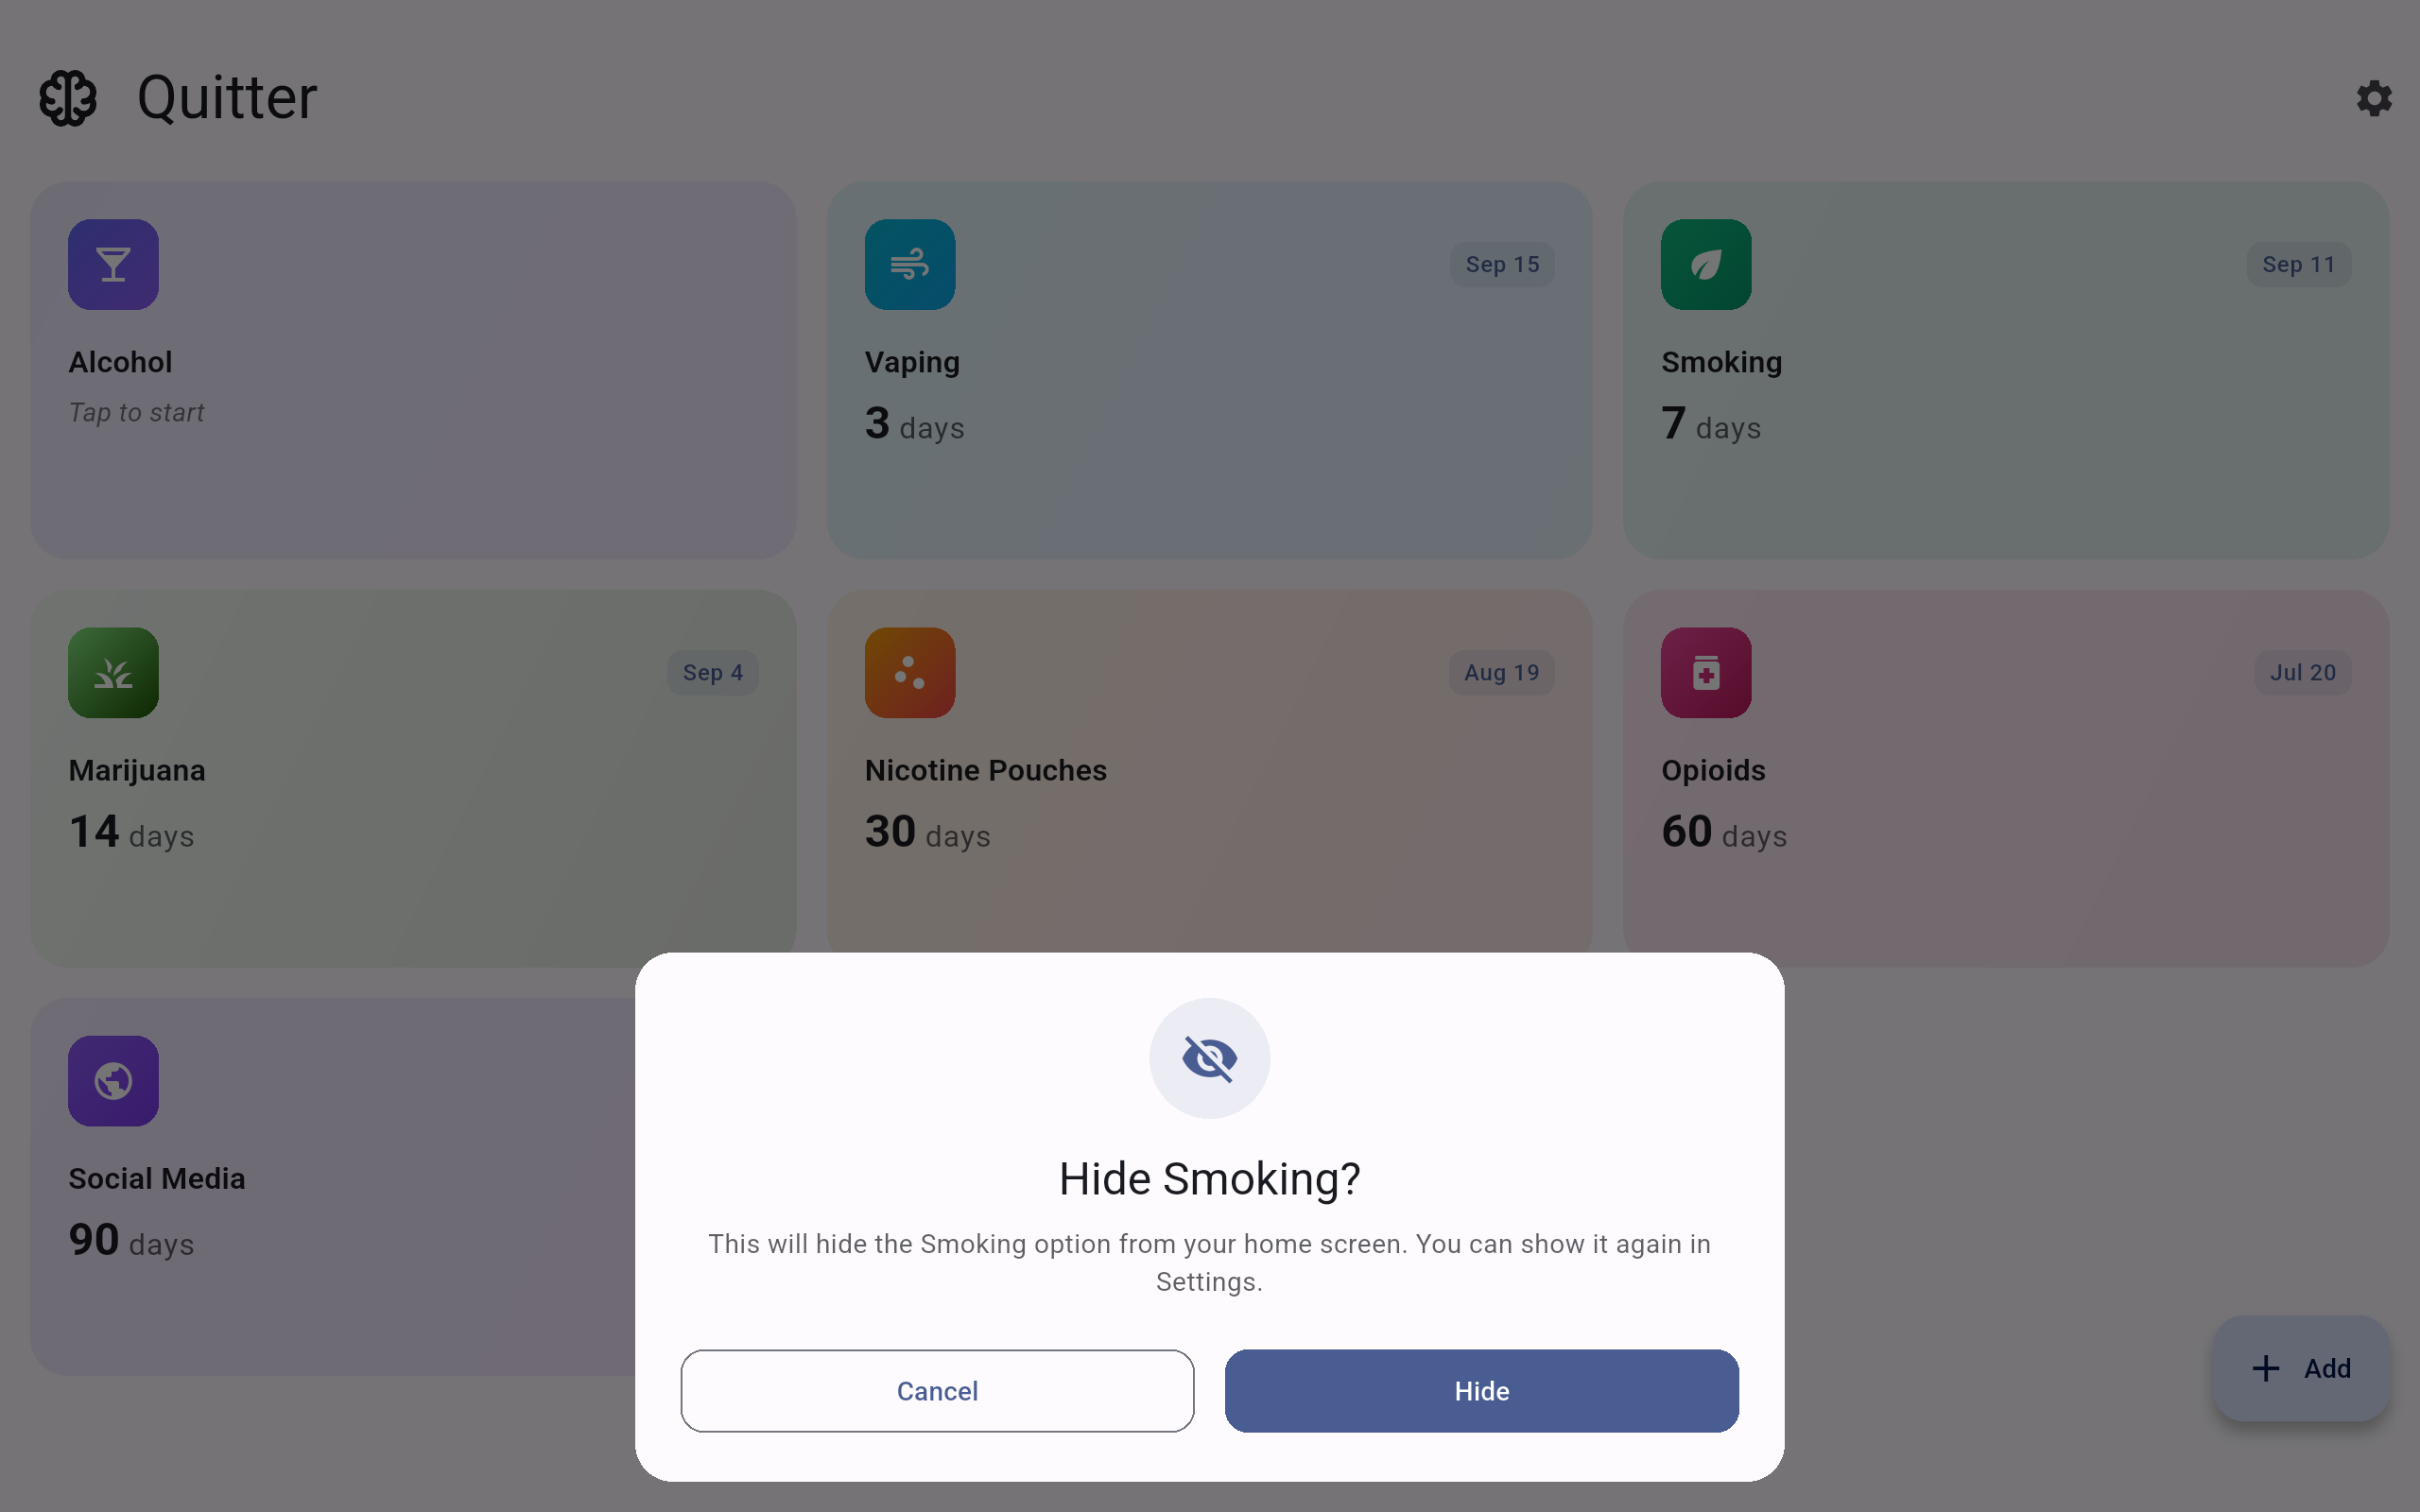 Quitter
Alcohol
Tap to start
Sep 15
Vaping
3 days
Sep 11
Smoking
7 days
Sep 4
Marijuana
14 days
Aug 19
Nicotine Pouches
30 days
Jul 20
Opioids
60 days
Social Media
90 days
Hide Smoking?
This will hide the Smoking option from your home screen. You can show it again in
Settings.
Cancel
Hide
Add